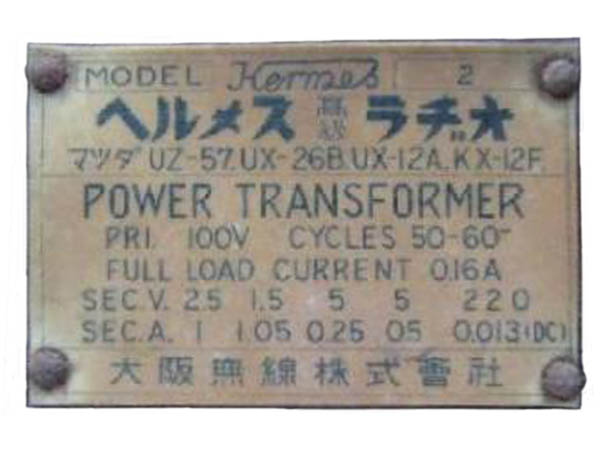 MODEL Hermes 2
ヘルメス 高級 ラヂオ
マツダ UZ-57. UX-26B. UX-12A. KX-12F.
POWER TRANSFORMER
PRI. 100V CYCLES 50-60~
FULL LOAD CURRENT 0.16A
SEC.V. 2.5 1.5 5 5 220
SEC.A. 1 1.05 0.25 0.5 0.013(DC)
大阪無線株式會社